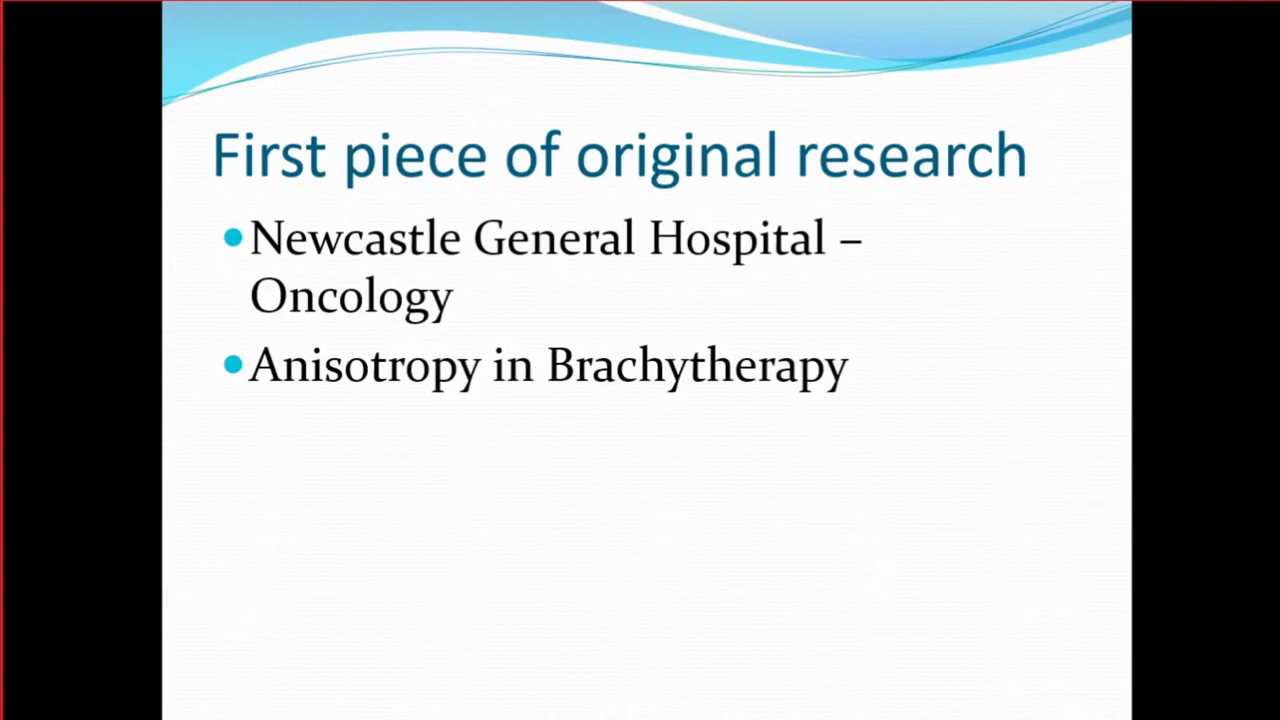 First piece of original research
•Newcastle General Hospital –
Oncology
•Anisotropy in Brachytherapy